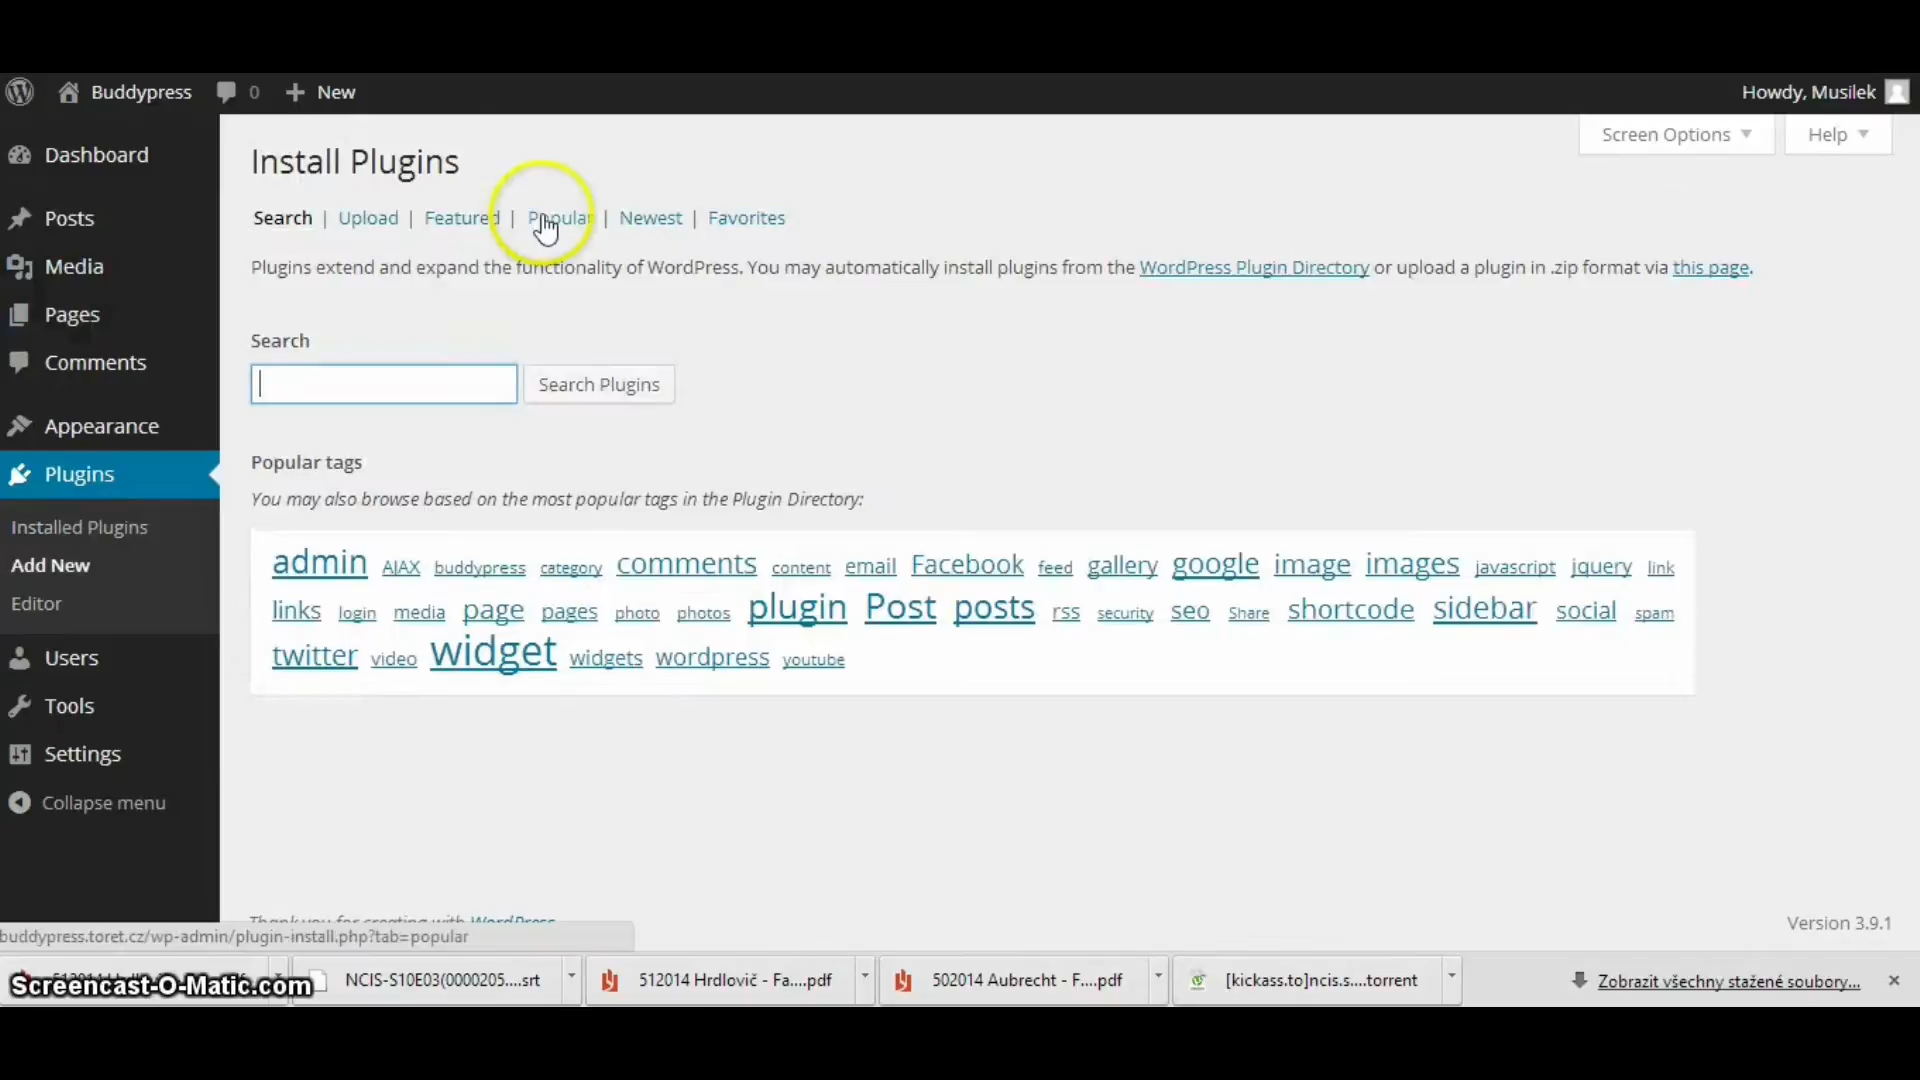 Buddypress 0 New Howdy, Musilek
Screen Options Help
Dashboard
Posts
Media
Pages
Comments
Appearance
Plugins
Installed Plugins
Add New
Editor
Users
Tools
Settings
Collapse menu
Install Plugins
Search | Upload | Featured | Popular | Newest | Favorites
Plugins extend and expand the functionality of WordPress. You may automatically install plugins from the WordPress Plugin Directory or upload a plugin in .zip format via this page.
Search
Search Plugins
Popular tags
You may also browse based on the most popular tags in the Plugin Directory:
admin AJAX buddypress category comments content email Facebook feed gallery google image images javascript jquery link
links login media page pages photo photos plugin Post posts rss security seo Share shortcode sidebar social spam
twitter video widget widgets wordpress youtube
Thank you for creating with WordPress
Version 3.9.1
buddypress.toret.cz/wp-admin/plugin-install.php?tab=popular
Screencast-O-Matic.com
NCIS-S10E03(0000205....srt
512014 Hrdlovič - Fa....pdf
502014 Aubrecht - F....pdf
[kickass.to]ncis.s....torrent
Zobrazit všechny stažené soubory...